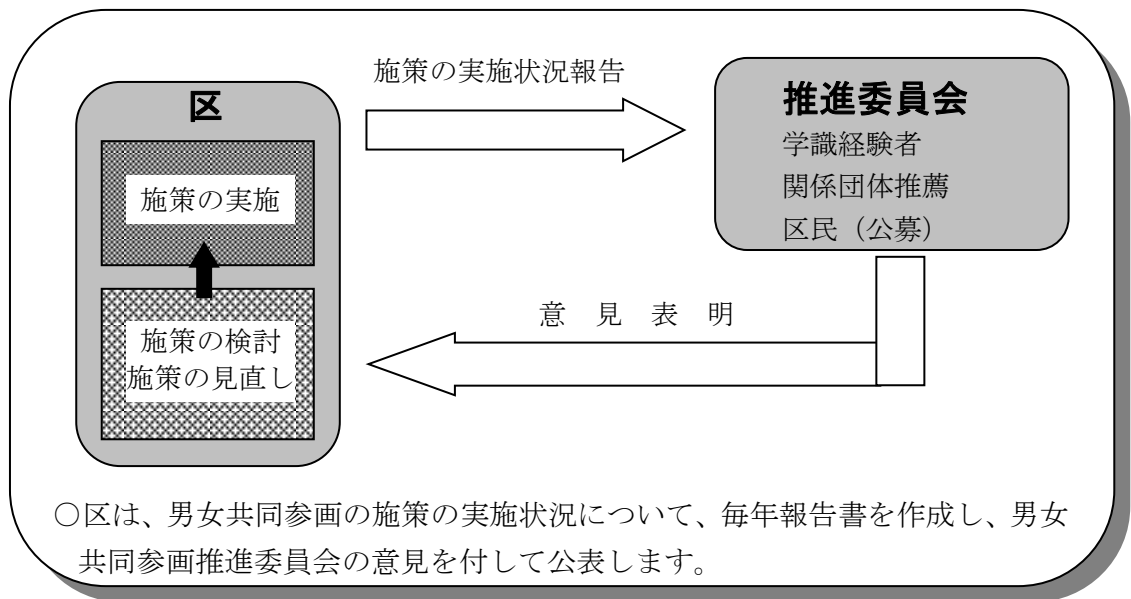 施策の実施状況報告
区
施策の実施
施策の検討
施策の見直し
推進委員会
学識経験者
関係団体推薦
区民（公募）
意　見　表　明
○区は、男女共同参画の施策の実施状況について、毎年報告書を作成し、男女
共同参画推進委員会の意見を付して公表します。